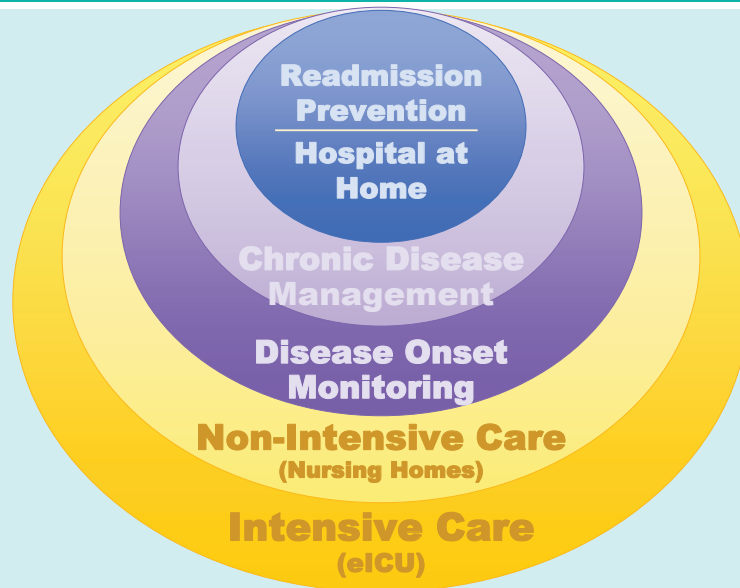 Readmission
Prevention
Hospital at
Home
Chronic Disease
Management
Disease Onset
Monitoring
Non-Intensive Care
(Nursing Homes)
Intensive Care
(eICU)